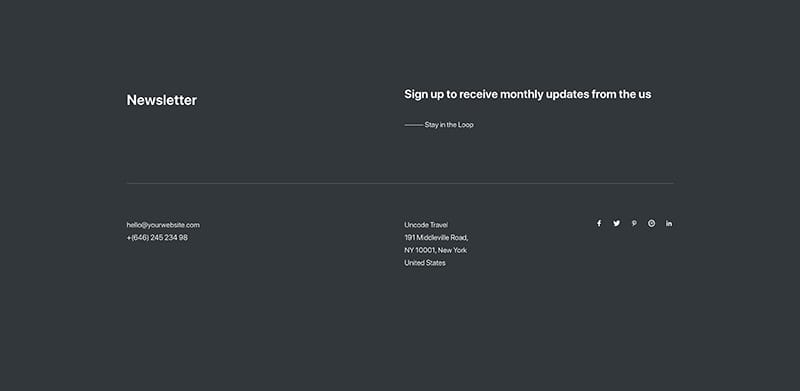 Newsletter
Sign up to receive monthly updates from the us
Stay in the Loop
hello@yourwebsite.com
+(646) 245 234 98
Uncode Travel
191 Middleville Road,
NY 10001, New York
United States